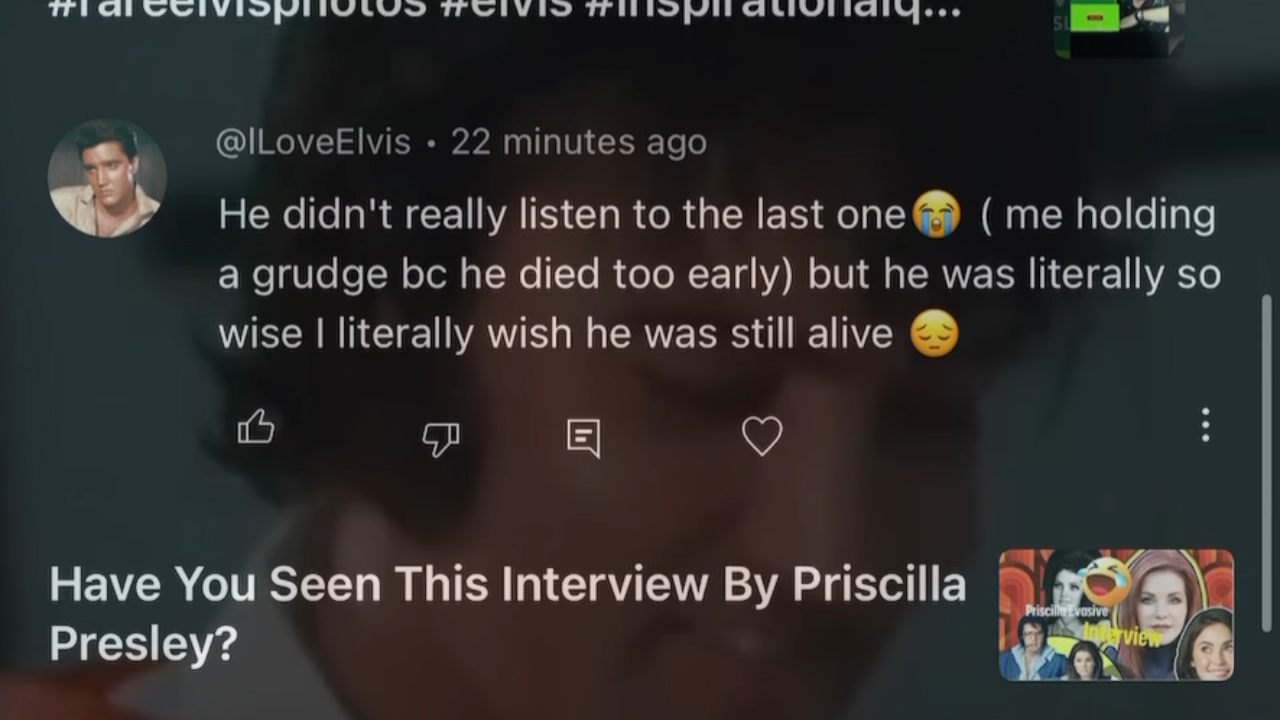 #rareelvisphotos #elvis #inspirationalq...
@ILoveElvis • 22 minutes ago
He didn't really listen to the last one😭 ( me holding
a grudge bc he died too early) but he was literally so
wise I literally wish he was still alive 😔
Have You Seen This Interview By Priscilla
Presley?
Priscilla Evasive
Interview